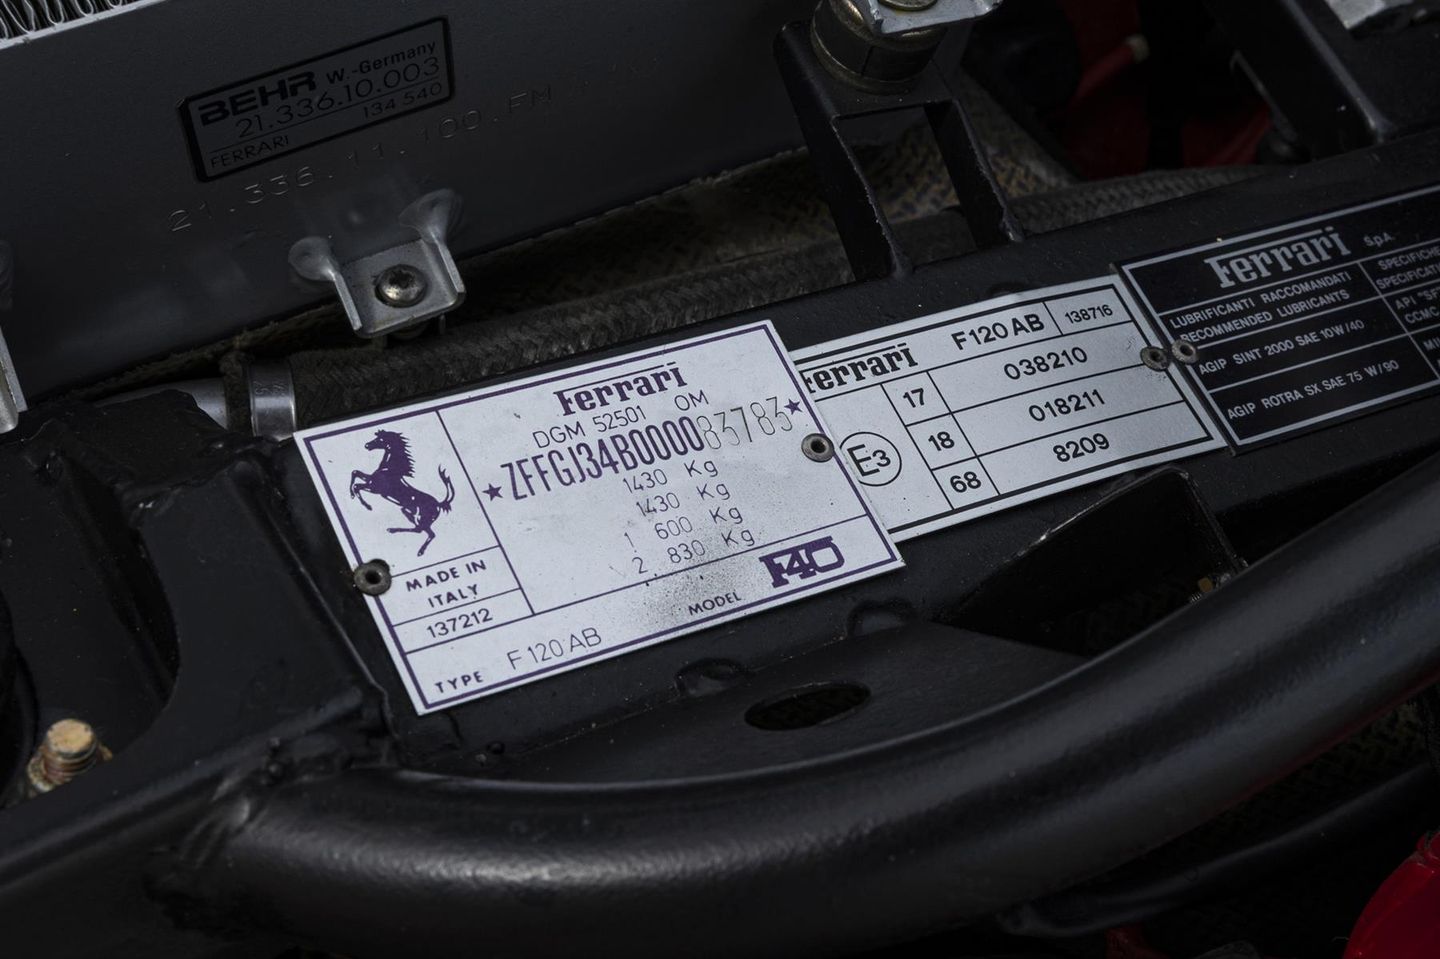 BEHR W.-Germany
21.336.10.003
FERRARI 134 540
21.336.11.100.FM
Ferrari
DGM 52501 OM
★ ZFFGJ34B000083783 ★
1430 Kg
1430 Kg
1 600 Kg
2 830 Kg
MADE IN
ITALY
137212
MODEL F40
TYPE F 120 AB
Ferrari F120AB 138716
E3
17 038210
18 018211
68 8209
Ferrari S.p.A.
LUBRIFICANTI RACCOMANDATI
RECOMMENDED LUBRICANTS
SPECIFICHE
AGIP SINT 2000 SAE 10W/40
CCMC
AGIP ROTRA SX SAE 75 W/90